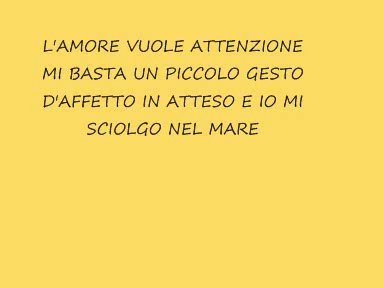 L'AMORE VUOLE ATTENZIONE
MI BASTA UN PICCOLO GESTO
D'AFFETTO IN ATTESO E IO MI
SCIOLGO NEL MARE